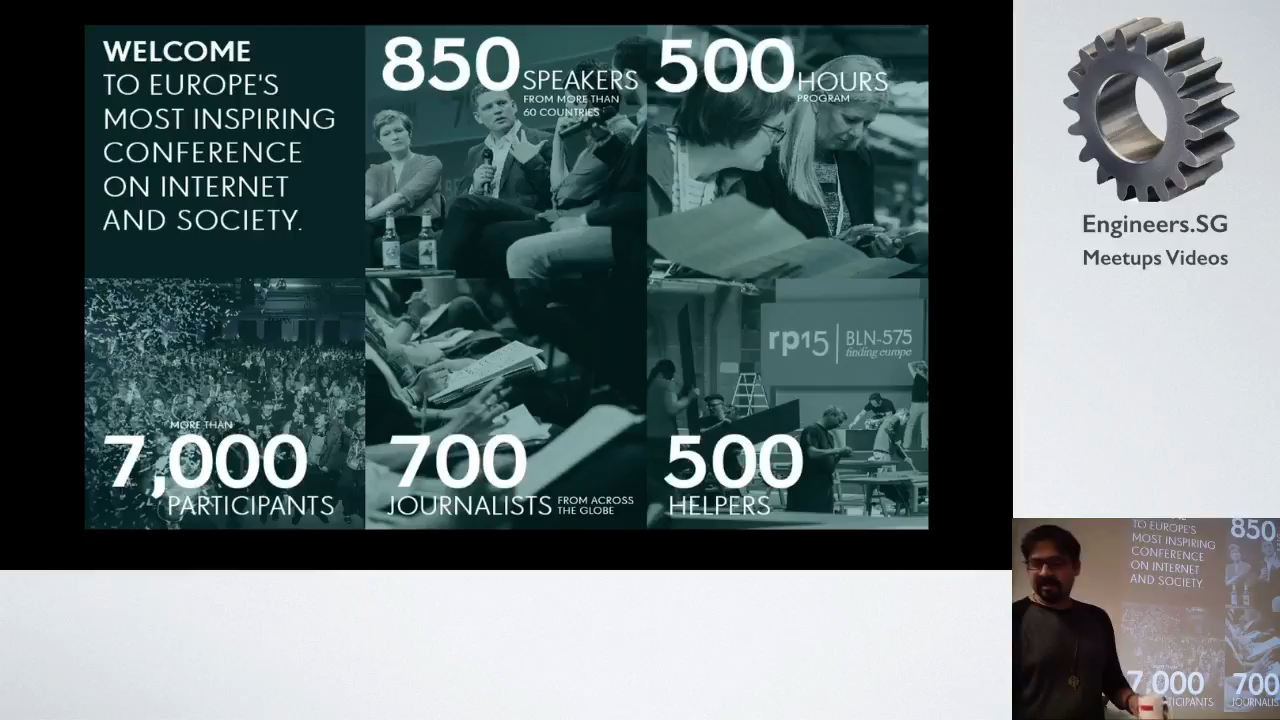 WELCOME
TO EUROPE'S
MOST INSPIRING
CONFERENCE
ON INTERNET
AND SOCIETY.
850 SPEAKERS
FROM MORE THAN
60 COUNTRIES
500 HOURS
PROGRAM
MORE THAN
7,000
PARTICIPANTS
700
JOURNALISTS FROM ACROSS
THE GLOBE
rp15 | BLN-575
finding europe
500
HELPERS
Engineers.SG
Meetups Videos
TO EUROPE'S
MOST INSPIRING
CONFERENCE
ON INTERNET
AND SOCIETY
850
7,000
TICIPANTS
700
JOURNALIS